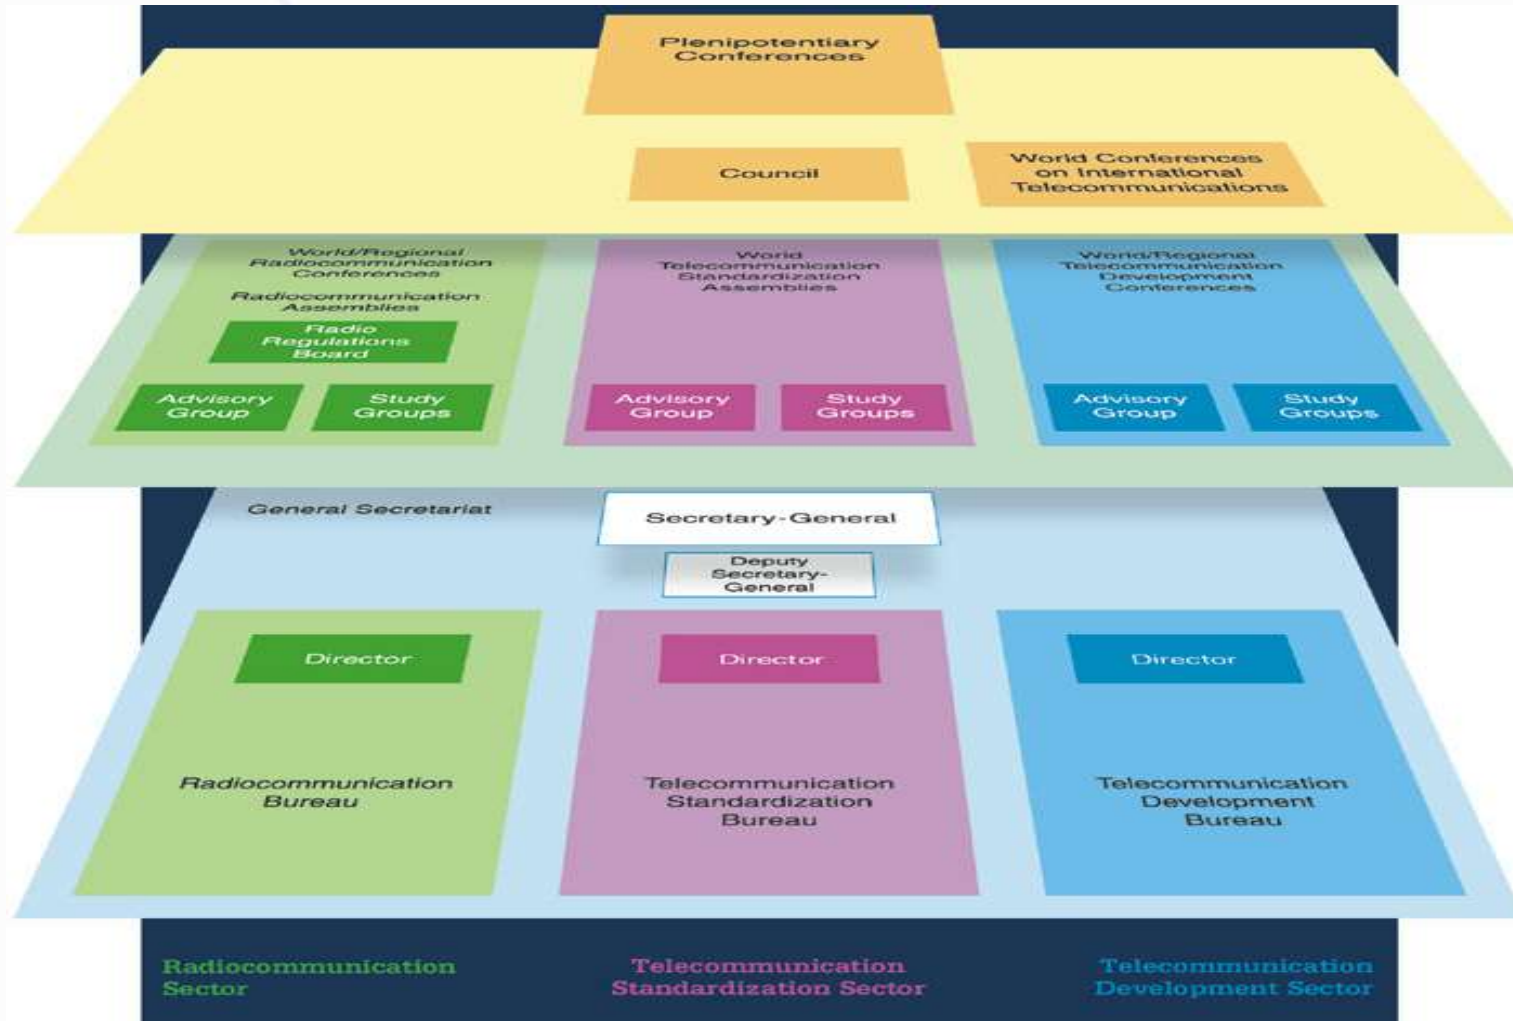 Plenipotentiary
Conferences
Council
World Conferences
on International
Telecommunications
World/Regional
Radiocommunication
Conferences
Radiocommunication
Assemblies
Radio
Regulations
Board
Advisory
Group
Study
Groups
World
Telecommunication
Standardization
Assemblies
Advisory
Group
Study
Groups
World/Regional
Telecommunication
Development
Conferences
Advisory
Group
Study
Groups
General Secretariat
Secretary-General
Deputy
Secretary-
General
Director
Radiocommunication
Bureau
Director
Telecommunication
Standardization
Bureau
Director
Telecommunication
Development
Bureau
Radiocommunication
Sector
Telecommunication
Standardization Sector
Telecommunication
Development Sector